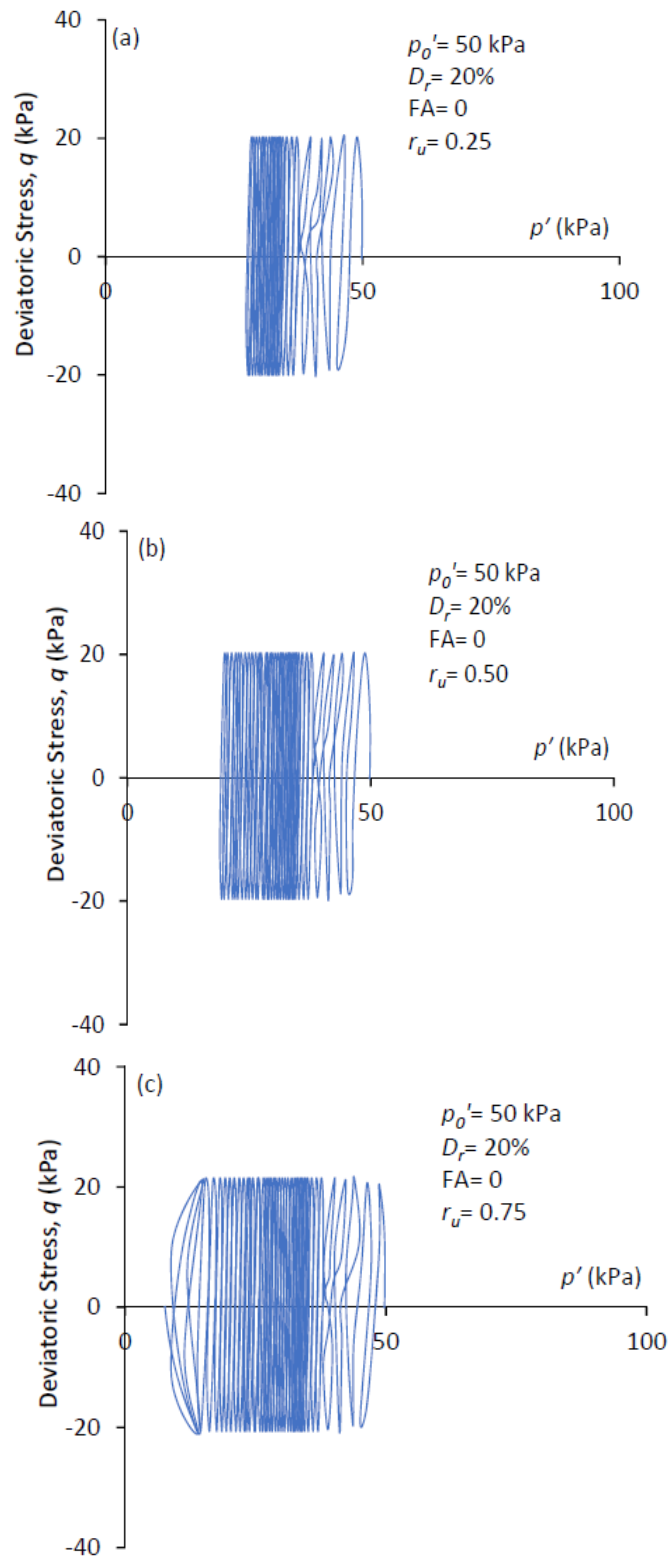 (a)
p0'= 50 kPa
Dr= 20%
FA= 0
ru= 0.25
Deviatoric Stress, q (kPa)
40
20
0
-20
-40
p' (kPa)
0
50
100
(b)
p0'= 50 kPa
Dr= 20%
FA= 0
ru= 0.50
Deviatoric Stress, q (kPa)
40
20
0
-20
-40
p' (kPa)
0
50
100
(c)
p0'= 50 kPa
Dr= 20%
FA= 0
ru= 0.75
Deviatoric Stress, q (kPa)
40
20
0
-20
-40
p' (kPa)
0
50
100